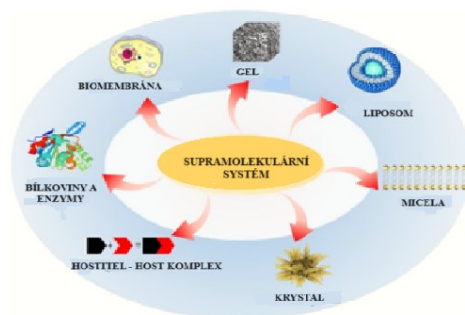 GEL
BIOMEMBRÁNA
LIPOSOM
SUPRAMOLEKULÁRNÍ
SYSTÉM
BÍLKOVINY A
ENZYMY
MICELA
HOSTITEL - HOST KOMPLEX
KRYSTAL